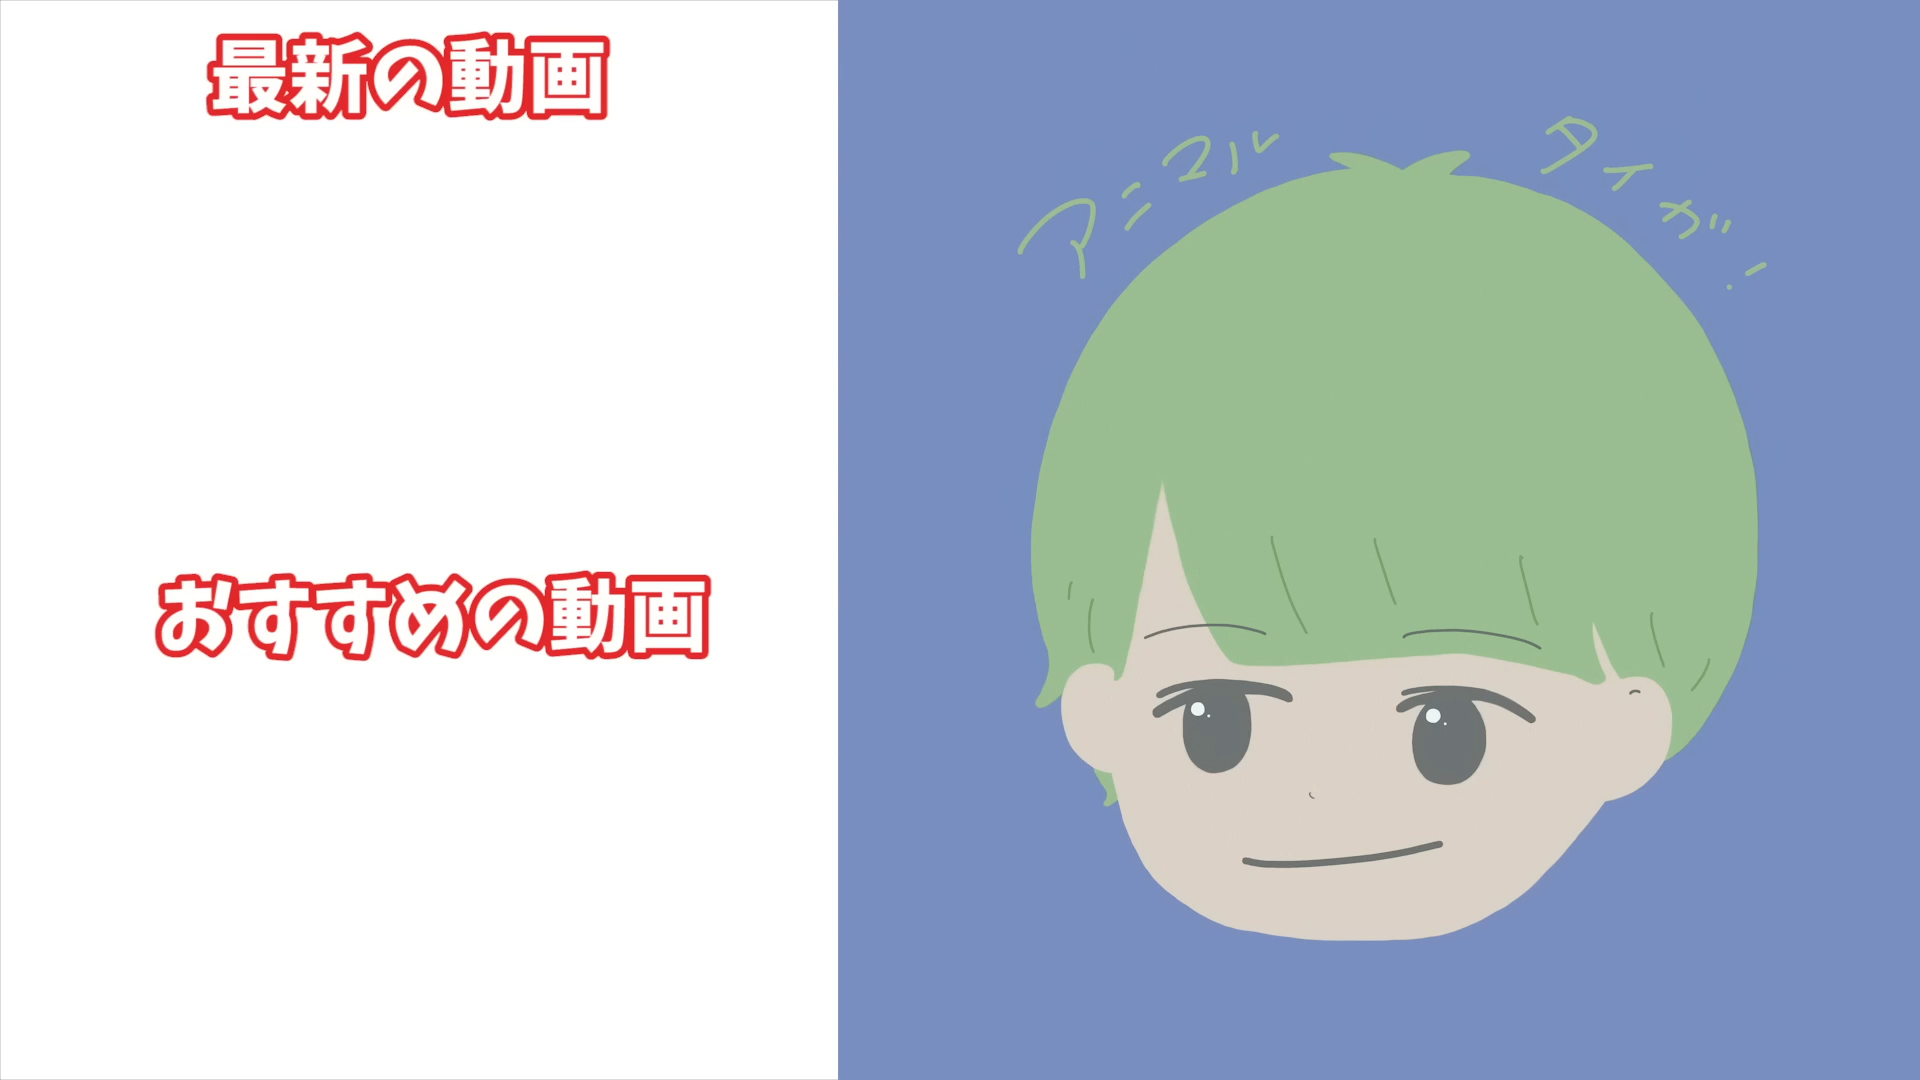 最新の動画
おすすめの動画
アニマルタイガー